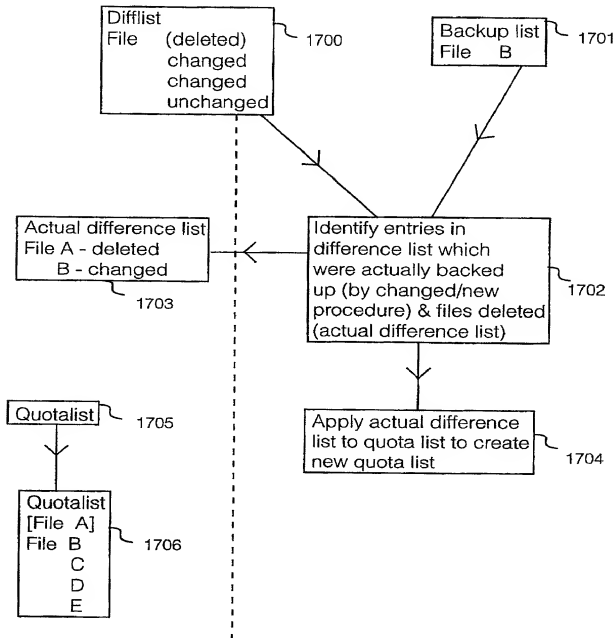 Difflist
File (deleted)
changed
changed
unchanged
1700
Backup list
File B
1701
Actual difference list
File A - deleted
B - changed
1703
Identify entries in
difference list which
were actually backed
up (by changed/new
procedure) & files deleted
(actual difference list)
1702
Quotalist
1705
Apply actual difference
list to quota list to create
new quota list
1704
Quotalist
[File A]
File B
C
D
E
1706